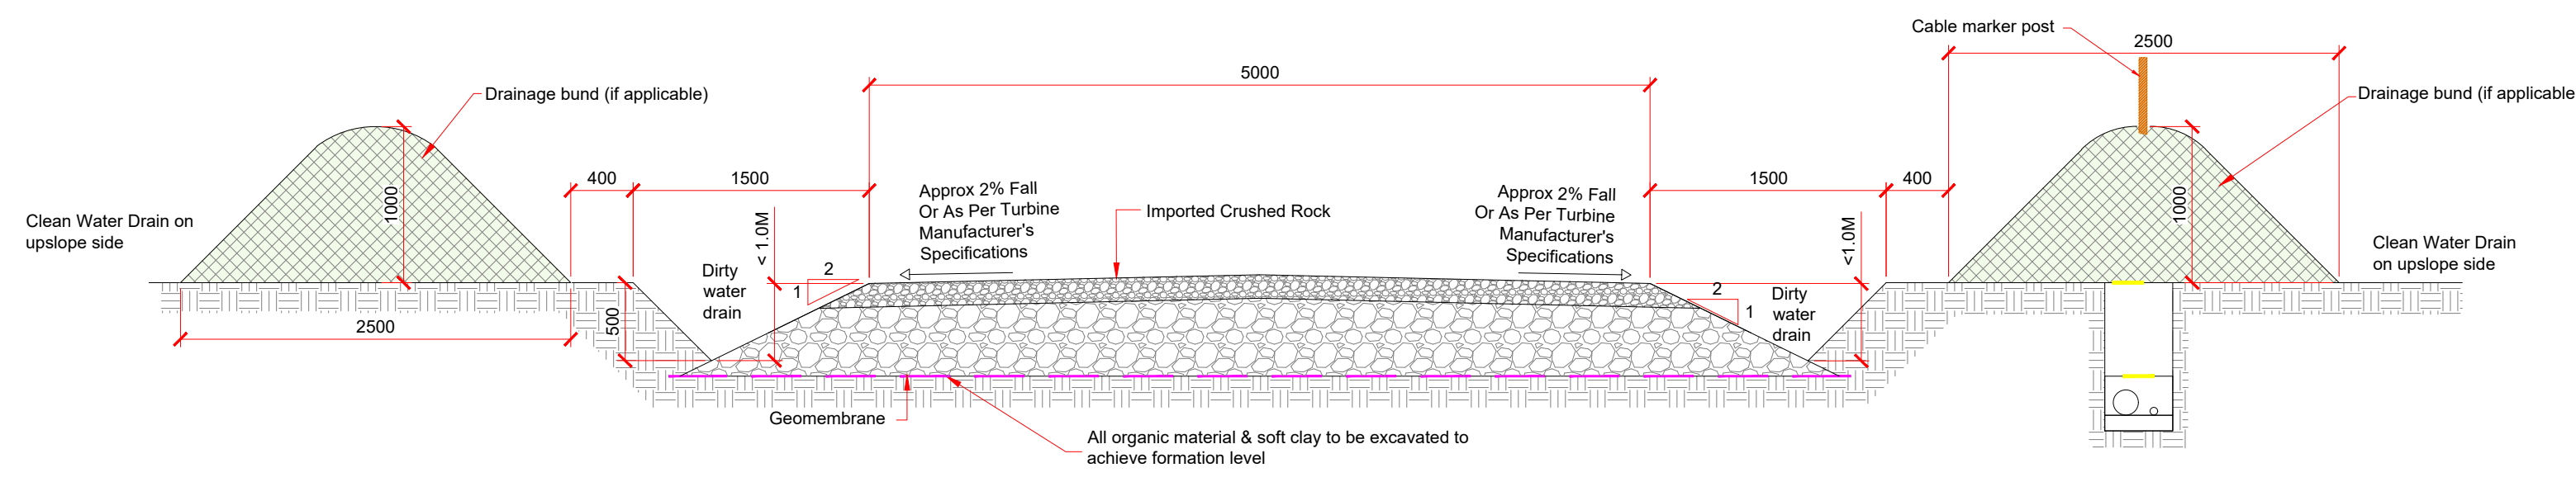 Cable marker post
2500
5000
Drainage bund (if applicable)
Drainage bund (if applicable
400
1500
1500
400
1000
1000
Approx 2% Fall
Or As Per Turbine
Manufacturer's
Specifications
Imported Crushed Rock
Approx 2% Fall
Or As Per Turbine
Manufacturer's
Specifications
Clean Water Drain on
upslope side
<1.0M
<1.0M
Clean Water Drain
on upslope side
Dirty
water
drain
2
1
2
1
Dirty
water
drain
2500
500
Geomembrane
All organic material & soft clay to be excavated to
achieve formation level